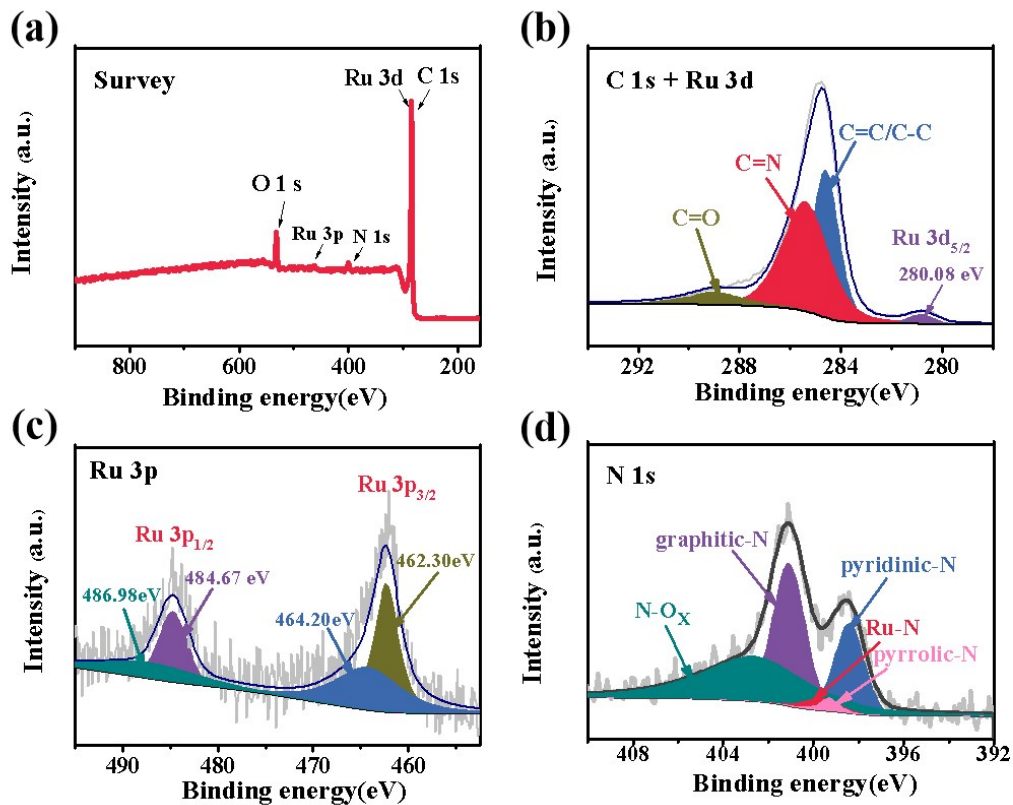 (a)
Survey
Ru 3d
C 1s
O 1 s
Ru 3p
N 1s
Intensity (a.u.)
800 600 400 200
Binding energy(eV)
(b)
C 1s + Ru 3d
C=C/C-C
C=N
C=O
Ru 3d5/2
280.08 eV
Intensity (a.u.)
292 288 284 280
Binding energy(eV)
(c)
Ru 3p
Ru 3p3/2
Ru 3p1/2
486.98eV
484.67 eV
464.20eV
462.30eV
Intensity (a.u.)
490 480 470 460
Binding energy(eV)
(d)
N 1s
graphitic-N
pyridinic-N
N-OX
Ru-N
pyrrolic-N
Intensity (a.u.)
408 404 400 396 392
Binding energy(eV)